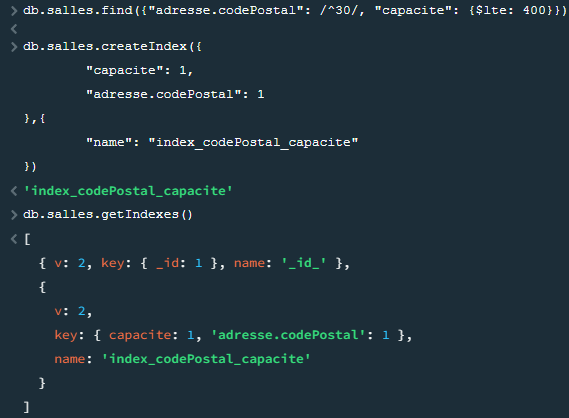 > db.salles.find({"adresse.codePostal": /^30/, "capacite": {$lte: 400}})
<
> db.salles.createIndex({
"capacite": 1,
"adresse.codePostal": 1
},{
"name": "index_codePostal_capacite"
})
< 'index_codePostal_capacite'
> db.salles.getIndexes()
< [
{ v: 2, key: { _id: 1 }, name: '_id_' },
{
v: 2,
key: { capacite: 1, 'adresse.codePostal': 1 },
name: 'index_codePostal_capacite'
}
]